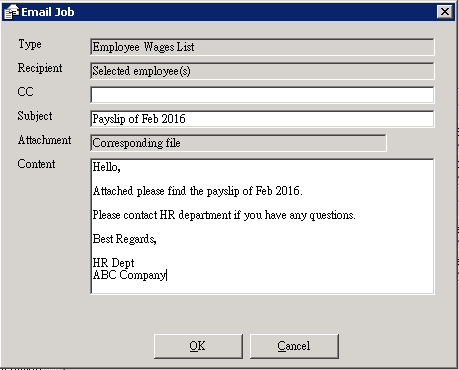 Email Job
Type Employee Wages List
Recipient Selected employee(s)
CC
Subject Payslip of Feb 2016
Attachment Corresponding file
Content Hello,
Attached please find the payslip of Feb 2016.
Please contact HR department if you have any questions.
Best Regards,
HR Dept
ABC Company
OK Cancel